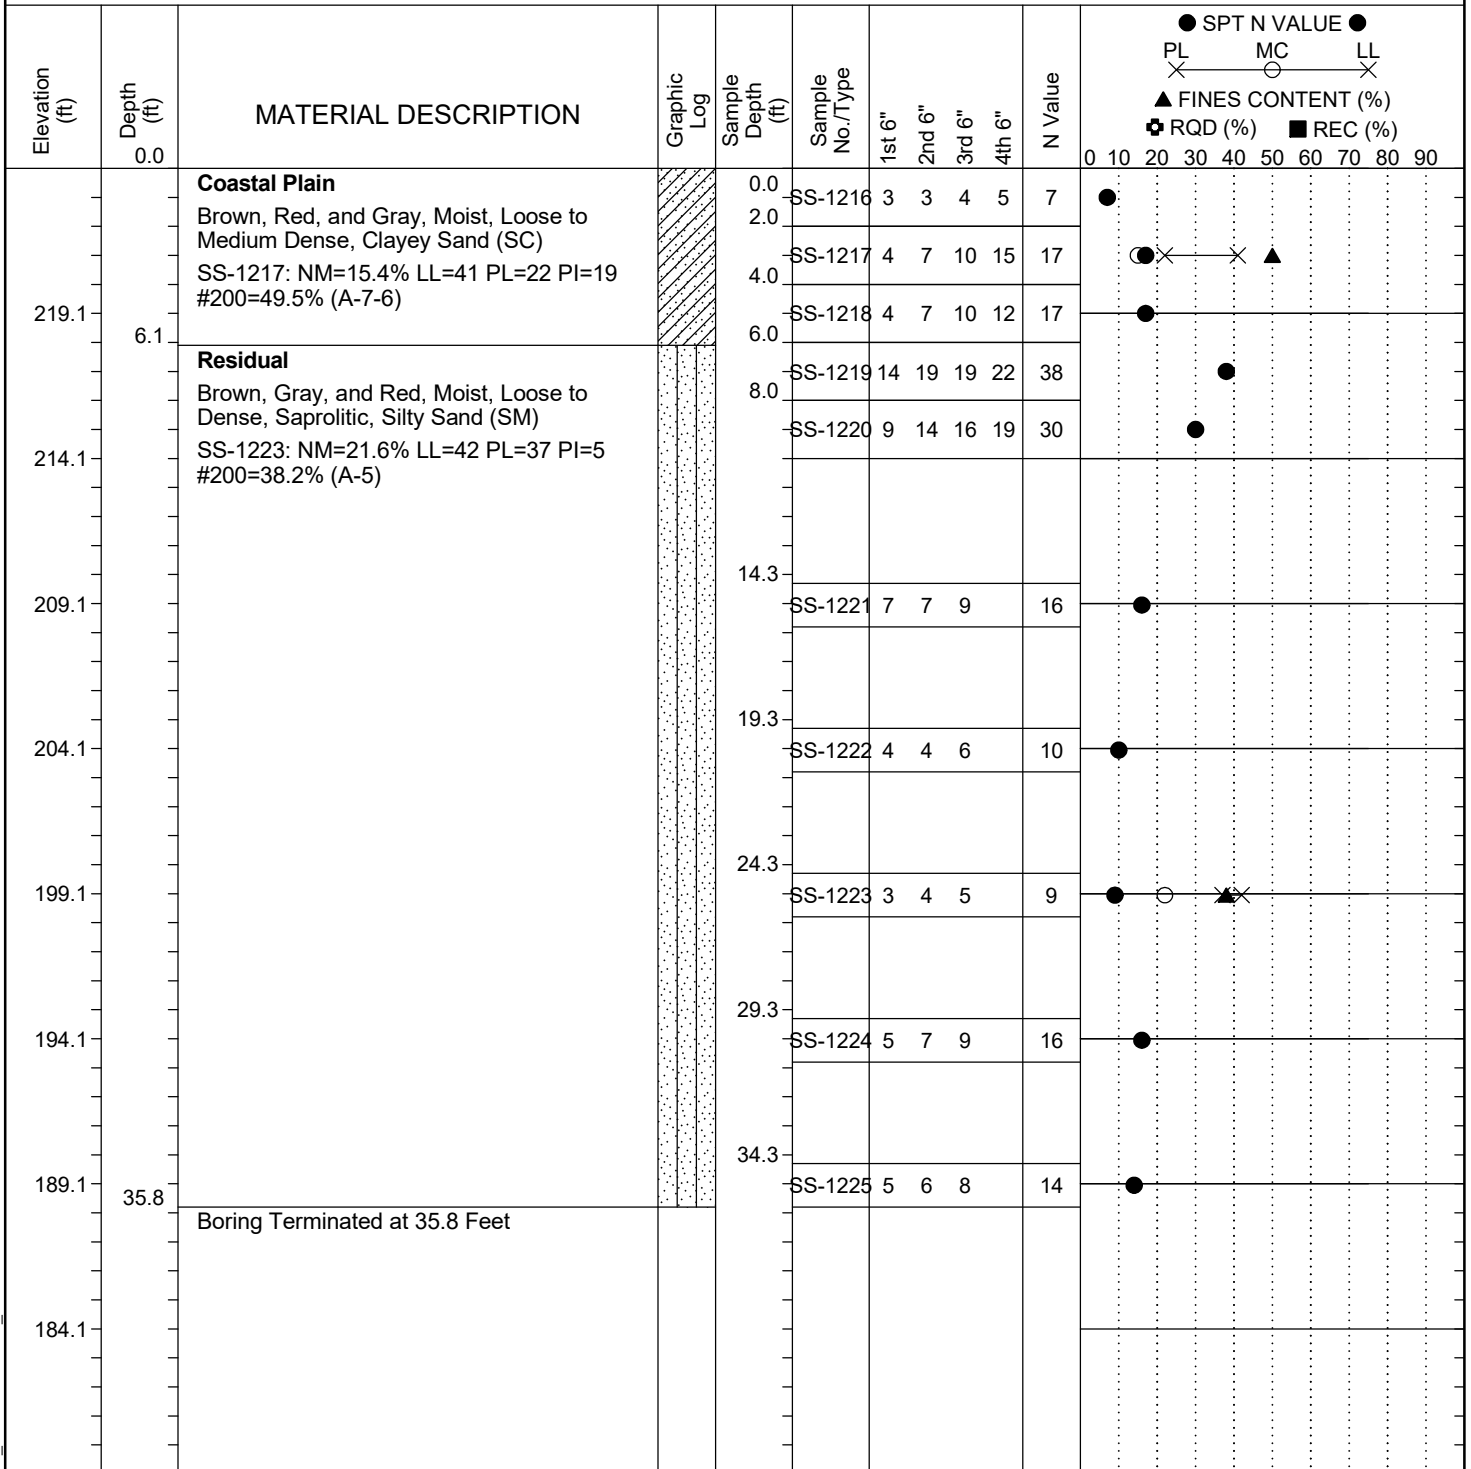 ● SPT N VALUE ●
PL MC LL
▲ FINES CONTENT (%)
RQD (%) ■ REC (%)
0 10 20 30 40 50 60 70 80 90
Elevation (ft)
Depth (ft)
0.0
MATERIAL DESCRIPTION
Graphic Log
Sample Depth (ft)
Sample No./Type
1st 6"
2nd 6"
3rd 6"
4th 6"
N Value
Coastal Plain
0.0
SS-1216 3 3 4 5 7
Brown, Red, and Gray, Moist, Loose to
2.0
Medium Dense, Clayey Sand (SC)
SS-1217 4 7 10 15 17
SS-1217: NM=15.4% LL=41 PL=22 PI=19
4.0
#200=49.5% (A-7-6)
219.1
SS-1218 4 7 10 12 17
6.1
6.0
Residual
SS-1219 14 19 19 22 38
Brown, Gray, and Red, Moist, Loose to
8.0
Dense, Saprolitic, Silty Sand (SM)
SS-1220 9 14 16 19 30
SS-1223: NM=21.6% LL=42 PL=37 PI=5
214.1
#200=38.2% (A-5)
14.3
209.1
SS-1221 7 7 9 16
19.3
204.1
SS-1222 4 4 6 10
24.3
199.1
SS-1223 3 4 5 9
29.3
194.1
SS-1224 5 7 9 16
34.3
189.1
SS-1225 5 6 8 14
35.8
Boring Terminated at 35.8 Feet
184.1